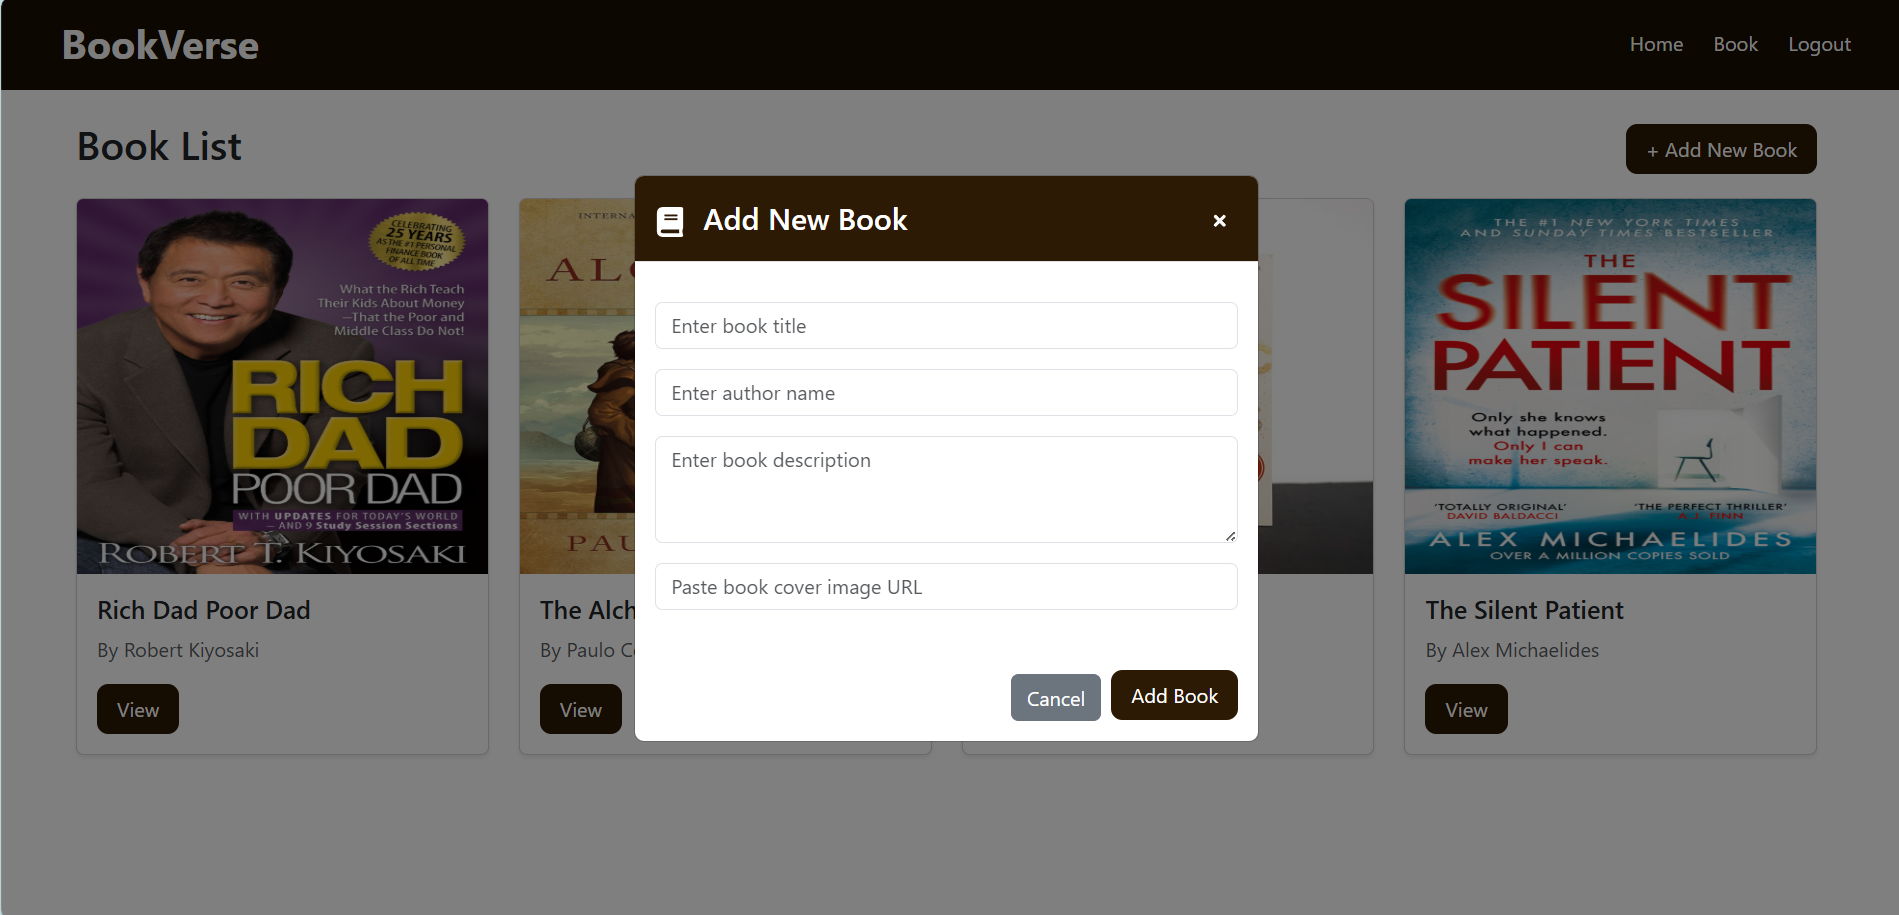 BookVerse
Home Book Logout
Book List
+ Add New Book
Add New Book
×
Enter book title
Enter author name
Enter book description
Paste book cover image URL
Cancel Add Book
CELEBRATING
25 YEARS
AS THE #1 PERSONAL
FINANCE BOOK
OF ALL TIME
What the Rich Teach
Their Kids About Money
—That the Poor and
Middle Class Do Not!
RICH
DAD
POOR DAD
WITH UPDATES FOR TODAY'S WORLD
— AND 9 Study Session Sections
ROBERT T. KIYOSAKI
Rich Dad Poor Dad
By Robert Kiyosaki
View
INTERNA
ALC
PAU
The Alch
By Paulo C
View
THE #1 NEW YORK TIMES
AND SUNDAY TIMES BESTSELLER
THE
SILENT
PATIENT
Only she knows
what happened.
Only I can
make her speak.
'TOTALLY ORIGINAL'
DAVID BALDACCI
'THE PERFECT THRILLER'
A.J. FINN
ALEX MICHAELIDES
OVER A MILLION COPIES SOLD
The Silent Patient
By Alex Michaelides
View